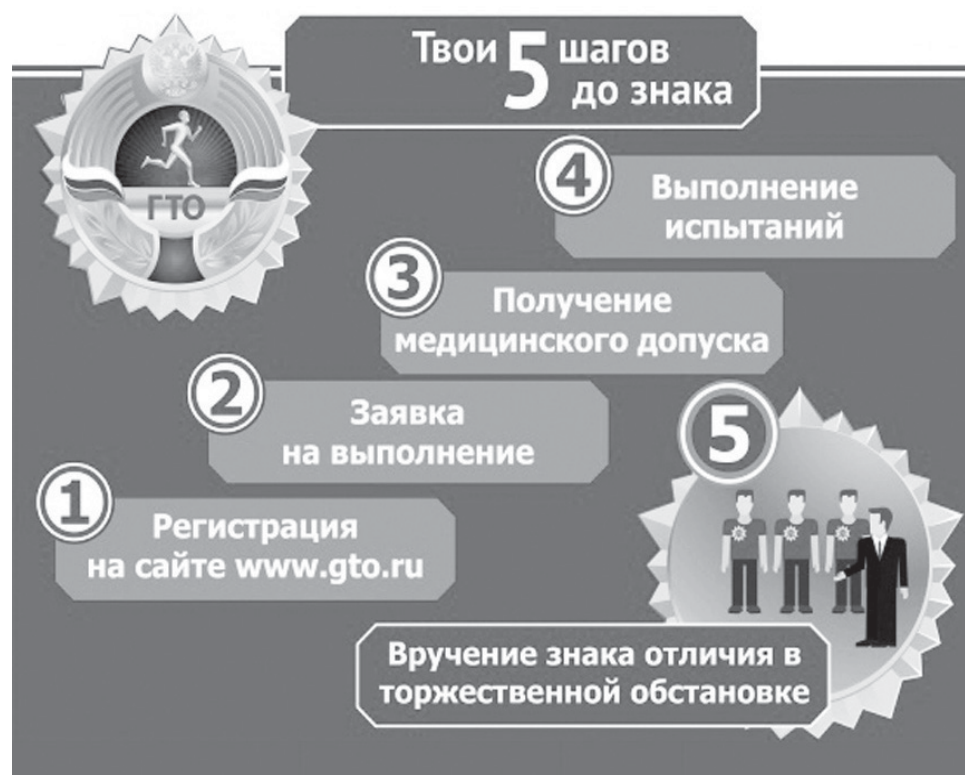 ГТО
Твои 5 шагов
до знака
4
Выполнение
испытаний
3
Получение
медицинского допуска
2
Заявка
на выполнение
1
Регистрация
на сайте www.gto.ru
5
Вручение знака отличия в
торжественной обстановке